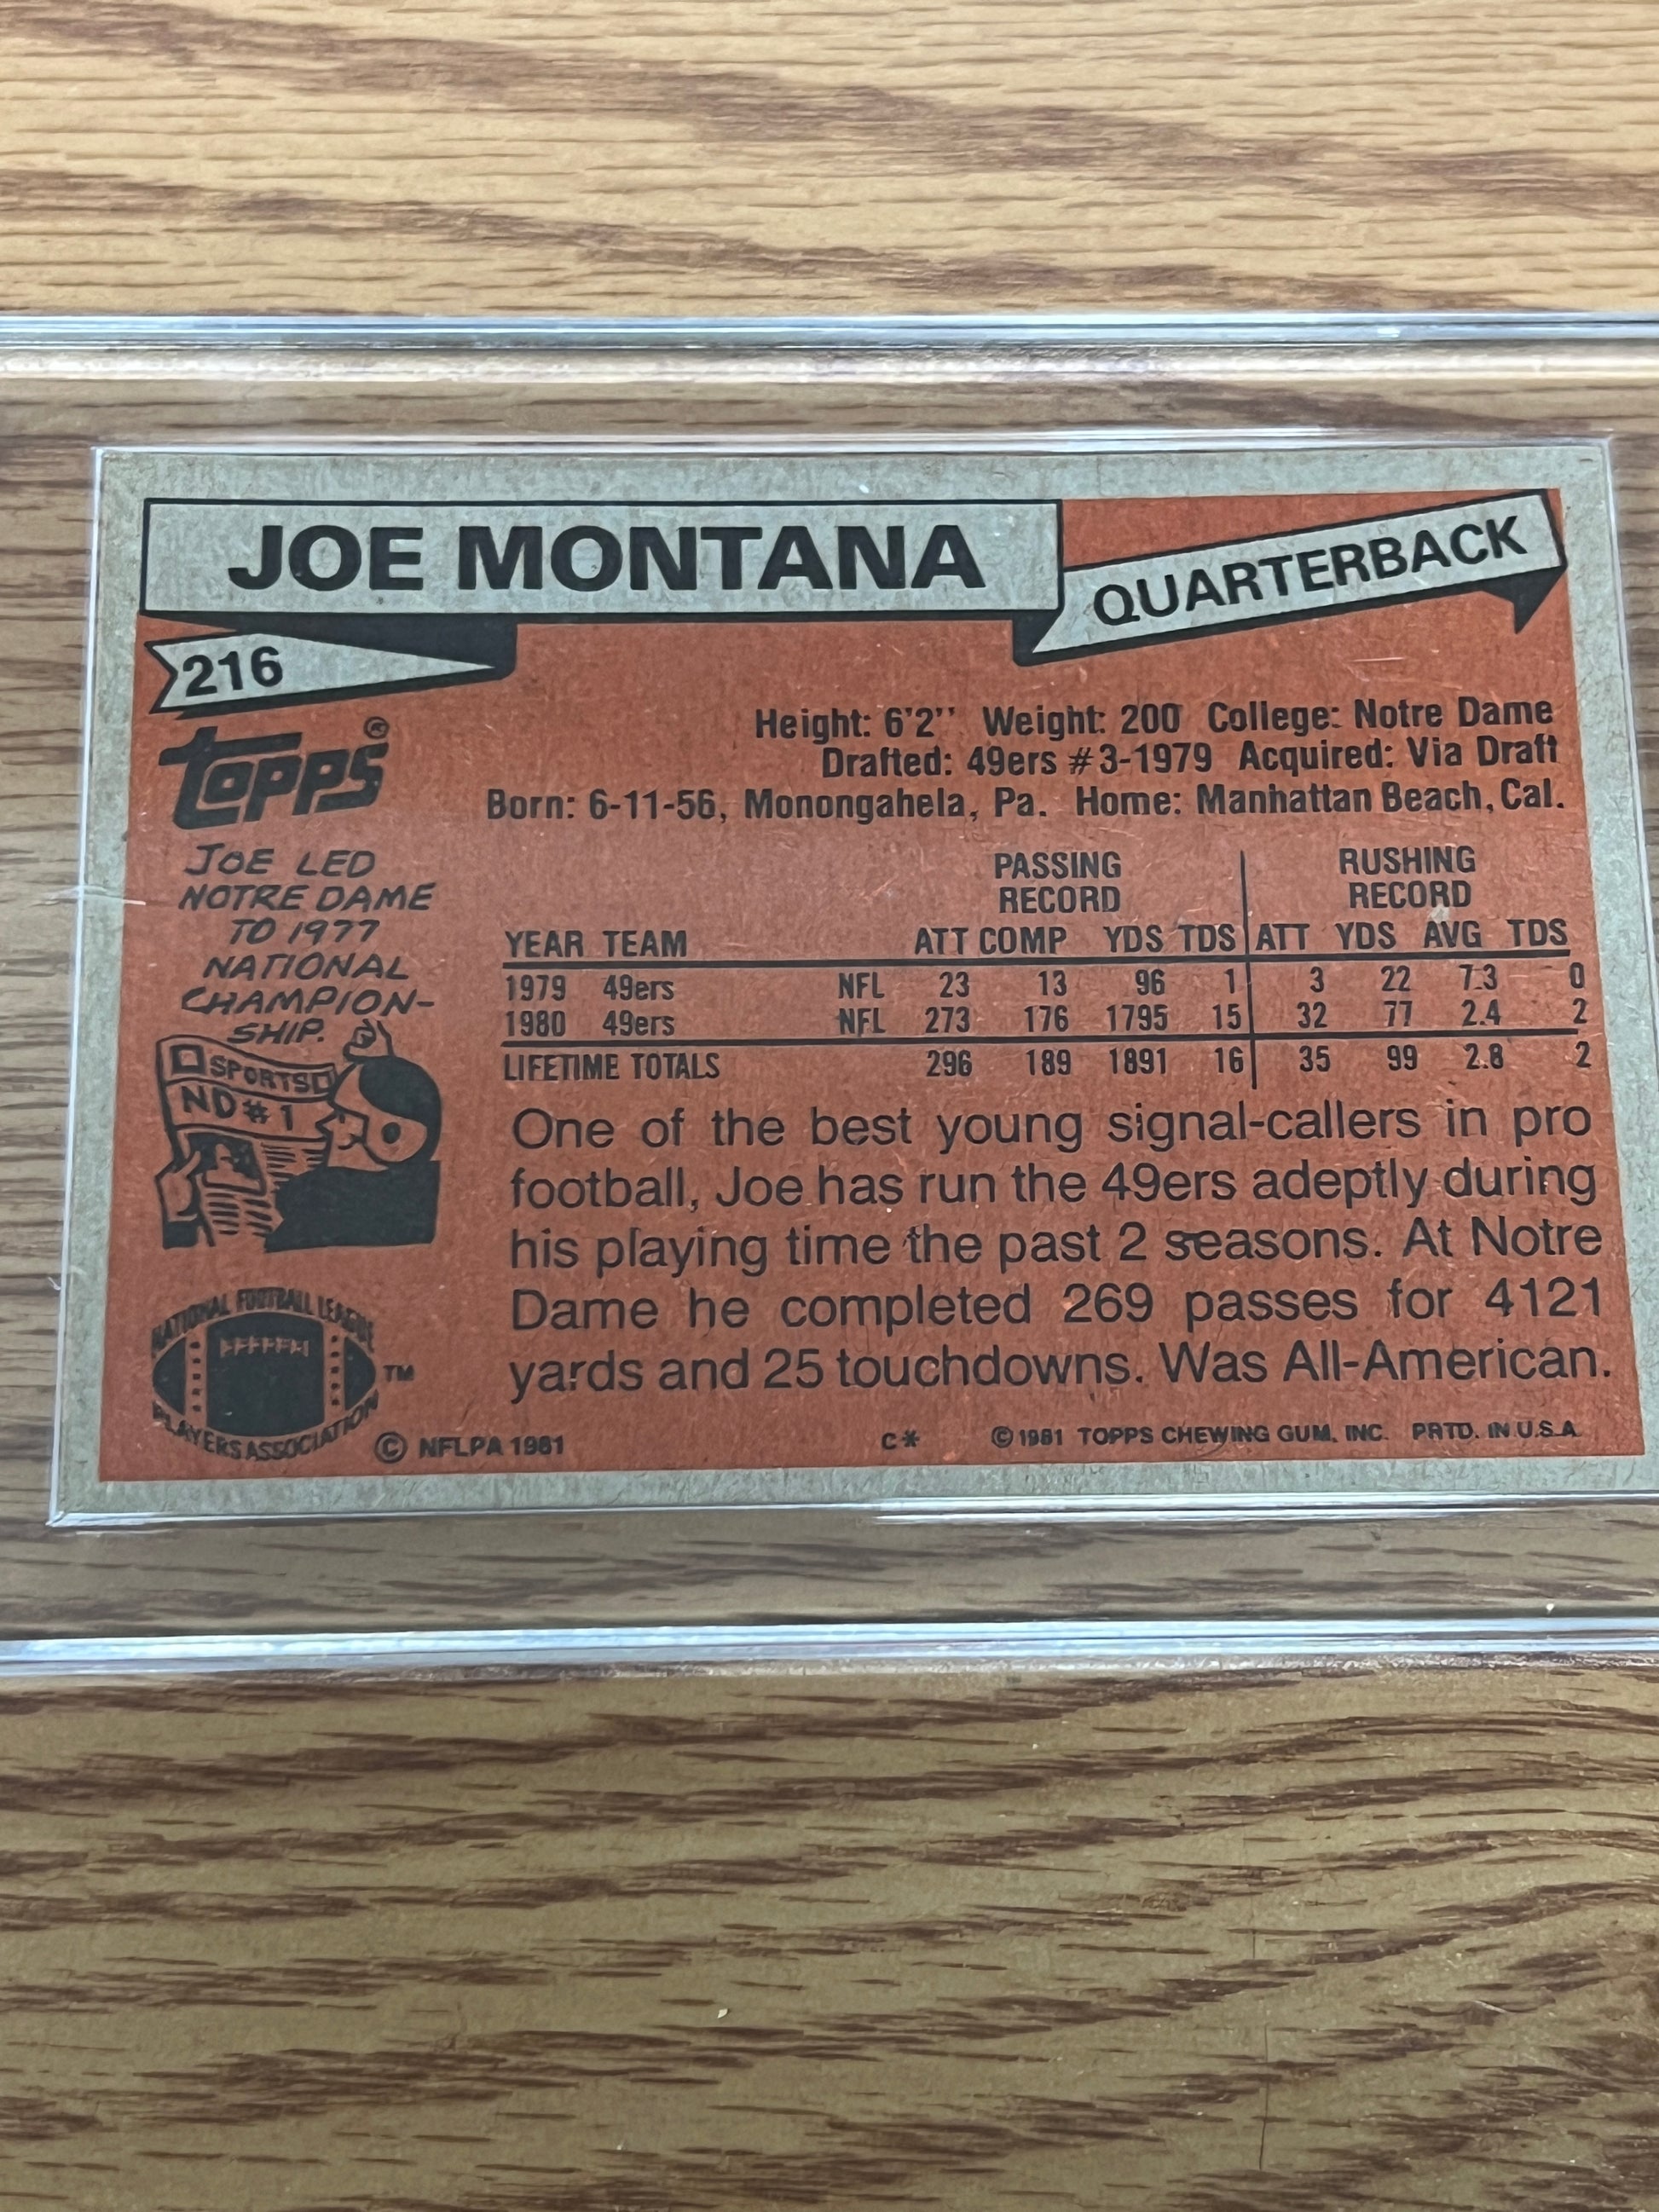 JOE MONTANA
QUARTERBACK
216
topps®
Height: 6'2'' Weight: 200 College: Notre Dame
Drafted: 49ers #3-1979 Acquired: Via Draft
Born: 6-11-56, Monongahela, Pa. Home: Manhattan Beach, Cal.
JOE LED
NOTRE DAME
TO 1977
NATIONAL
CHAMPION-
SHIP.
SPORTS
ND #1
PASSING RUSHING
RECORD RECORD
YEAR TEAM ATT COMP YDS TDS ATT YDS AVG TDS
1979 49ers NFL 23 13 96 1 3 22 7.3 0
1980 49ers NFL 273 176 1795 15 32 77 2.4 2
LIFETIME TOTALS 296 189 1891 16 35 99 2.8 2
One of the best young signal-callers in pro
football, Joe has run the 49ers adeptly during
his playing time the past 2 seasons. At Notre
Dame he completed 269 passes for 4121
yards and 25 touchdowns. Was All-American.
NATIONAL FOOTBALL LEAGUE
PLAYERS ASSOCIATION
TM
© NFLPA 1981 C* © 1981 TOPPS CHEWING GUM, INC. PRTD. IN U.S.A.